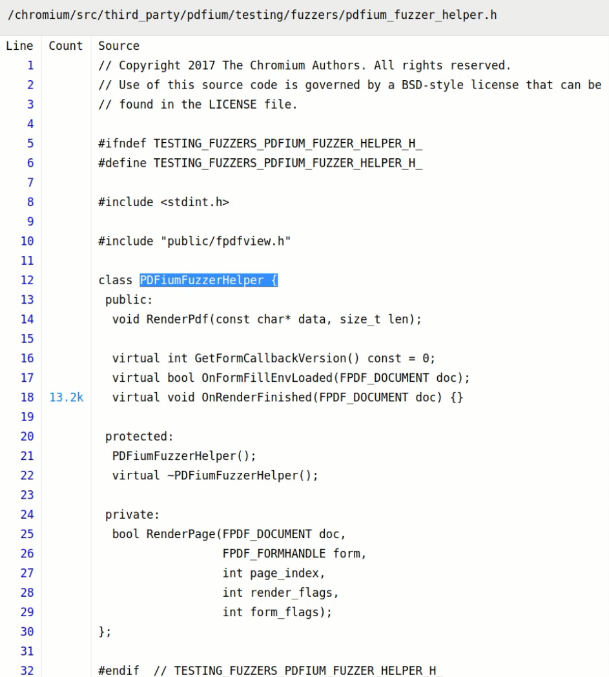 /chromium/src/third_party/pdfium/testing/fuzzers/pdfium_fuzzer_helper.h
Line Count Source
1 // Copyright 2017 The Chromium Authors. All rights reserved.
2 // Use of this source code is governed by a BSD-style license that can be
3 // found in the LICENSE file.
4
5 #ifndef TESTING_FUZZERS_PDFIUM_FUZZER_HELPER_H_
6 #define TESTING_FUZZERS_PDFIUM_FUZZER_HELPER_H_
7
8 #include <stdint.h>
9
10 #include "public/fpdfview.h"
11
12 class PDFiumFuzzerHelper {
13 public:
14 void RenderPdf(const char* data, size_t len);
15
16 virtual int GetFormCallbackVersion() const = 0;
17 virtual bool OnFormFillEnvLoaded(FPDF_DOCUMENT doc);
18 13.2k virtual void OnRenderFinished(FPDF_DOCUMENT doc) {}
19
20 protected:
21 PDFiumFuzzerHelper();
22 virtual ~PDFiumFuzzerHelper();
23
24 private:
25 bool RenderPage(FPDF_DOCUMENT doc,
26 FPDF_FORMHANDLE form,
27 int page_index,
28 int render_flags,
29 int form_flags);
30 };
31
32 #endif // TESTING_FUZZERS_PDFIUM_FUZZER_HELPER_H_